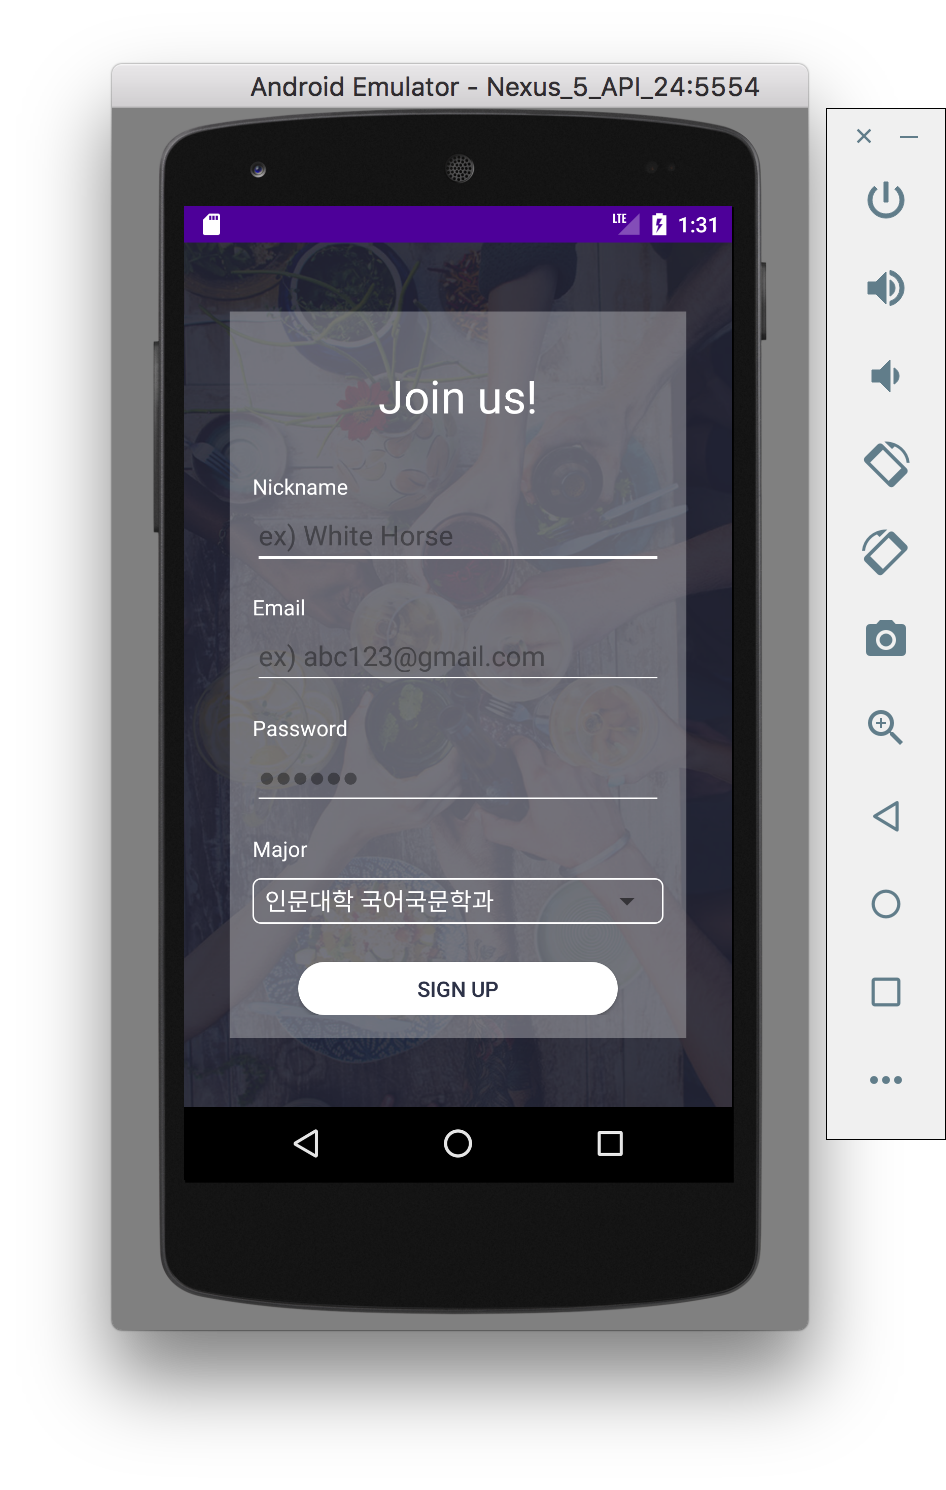 Android Emulator - Nexus_5_API_24:5554
LTE 1:31
Join us!
Nickname
ex) White Horse
Email
ex) abc123@gmail.com
Password
●●●●●●
Major
인문대학 국어국문학과
SIGN UP